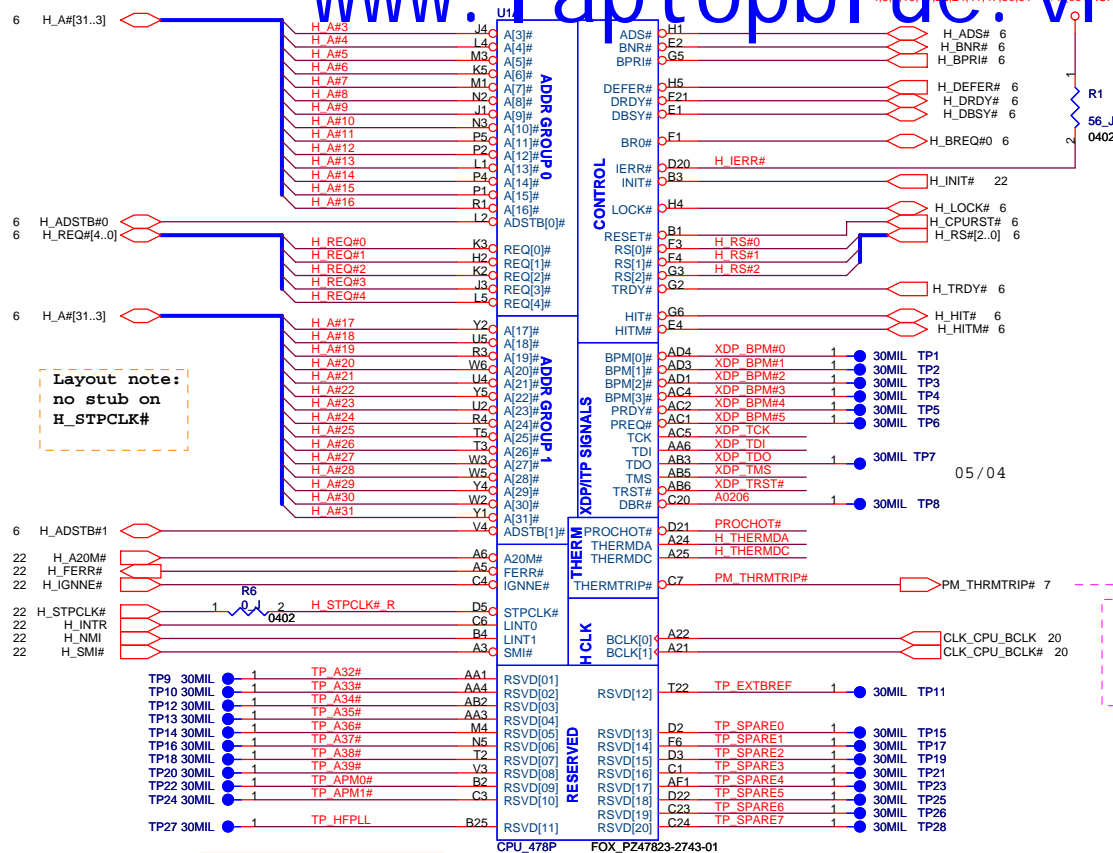 www.laptopblue.vn
U1A
6 H_A#[31..3]
H_A#3 J4 A[3]#
H_A#4 L4 A[4]#
H_A#5 M3 A[5]#
H_A#6 K5 A[6]#
H_A#7 M1 A[7]#
H_A#8 N2 A[8]#
H_A#9 J1 A[9]#
H_A#10 N3 A[10]#
H_A#11 P5 A[11]#
H_A#12 P2 A[12]#
H_A#13 L1 A[13]#
H_A#14 P4 A[14]#
H_A#15 P1 A[15]#
H_A#16 R1 A[16]#
6 H_ADSTB#0 L2 ADSTB[0]#
6 H_REQ#[4..0]
H_REQ#0 K3 REQ[0]#
H_REQ#1 H2 REQ[1]#
H_REQ#2 K2 REQ[2]#
H_REQ#3 J3 REQ[3]#
H_REQ#4 L5 REQ[4]#
ADDR GROUP 0
6 H_A#[31..3]
H_A#17 Y2 A[17]#
H_A#18 U5 A[18]#
H_A#19 R3 A[19]#
H_A#20 W6 A[20]#
H_A#21 U4 A[21]#
H_A#22 Y5 A[22]#
H_A#23 U2 A[23]#
H_A#24 R4 A[24]#
H_A#25 T5 A[25]#
H_A#26 T3 A[26]#
H_A#27 W3 A[27]#
H_A#28 W5 A[28]#
H_A#29 Y4 A[29]#
H_A#30 W2 A[30]#
H_A#31 Y1 A[31]#
6 H_ADSTB#1 V4 ADSTB[1]#
ADDR GROUP 1
Layout note:
no stub on
H_STPCLK#
22 H_A20M# A6 A20M#
22 H_FERR# A5 FERR#
22 H_IGNNE# C4 IGNNE#
R6
22 H_STPCLK# 1 0_J 2 H_STPCLK#_R D5 STPCLK#
0402
22 H_INTR C6 LINT0
22 H_NMI B4 LINT1
22 H_SMI# A3 SMI#
TP9 30MIL 1 TP_A32# AA1 RSVD[01]
TP10 30MIL 1 TP_A33# AA4 RSVD[02]
TP12 30MIL 1 TP_A34# AB2 RSVD[03]
TP13 30MIL 1 TP_A35# AA3 RSVD[04]
TP14 30MIL 1 TP_A36# M4 RSVD[05]
TP16 30MIL 1 TP_A37# N5 RSVD[06]
TP18 30MIL 1 TP_A38# T2 RSVD[07]
TP20 30MIL 1 TP_A39# V3 RSVD[08]
TP22 30MIL 1 TP_APM0# B2 RSVD[09]
TP24 30MIL 1 TP_APM1# C3 RSVD[10]
TP27 30MIL 1 TP_HFPLL B25 RSVD[11]
RESERVED
CONTROL
ADS# H1 H_ADS# 6
BNR# E2 H_BNR# 6
BPRI# G5 H_BPRI# 6
DEFER# H5 H_DEFER# 6
DRDY# F21 H_DRDY# 6
DBSY# E1 H_DBSY# 6
BR0# F1 H_BREQ#0 6
IERR# D20 H_IERR#
1 R1
56_J
2 0402
INIT# B3 H_INIT# 22
LOCK# H4 H_LOCK# 6
RESET# B1 H_CPURST# 6
H_RS#[2..0] 6
RS[0]# F3 H_RS#0
RS[1]# F4 H_RS#1
RS[2]# G3 H_RS#2
TRDY# G2 H_TRDY# 6
HIT# G6 H_HIT# 6
HITM# E4 H_HITM# 6
XDP/ITP SIGNALS
BPM[0]# AD4 XDP_BPM#0 1 30MIL TP1
BPM[1]# AD3 XDP_BPM#1 1 30MIL TP2
BPM[2]# AD1 XDP_BPM#2 1 30MIL TP3
BPM[3]# AC4 XDP_BPM#3 1 30MIL TP4
PRDY# AC2 XDP_BPM#4 1 30MIL TP5
PREQ# AC1 XDP_BPM#5 1 30MIL TP6
TCK AC5 XDP_TCK
TDI AA6 XDP_TDI
TDO AB3 XDP_TDO 1 30MIL TP7
TMS AB5 XDP_TMS
05/04
TRST# AB6 XDP_TRST#
DBR# C20 A0206 1 30MIL TP8
THERM
PROCHOT# D21 PROCHOT#
THERMDA A24 H_THERMDA
THERMDC A25 H_THERMDC
THERMTRIP# C7 PM_THRMTRIP# PM_THRMTRIP# 7
H CLK
BCLK[0] A22 CLK_CPU_BCLK 20
BCLK[1] A21 CLK_CPU_BCLK# 20
RSVD[12] T22 TP_EXTBREF 1 30MIL TP11
RSVD[13] D2 TP_SPARE0 1 30MIL TP15
RSVD[14] F6 TP_SPARE1 1 30MIL TP17
RSVD[15] D3 TP_SPARE2 1 30MIL TP19
RSVD[16] C1 TP_SPARE3 1 30MIL TP21
RSVD[17] AF1 TP_SPARE4 1 30MIL TP23
RSVD[18] D22 TP_SPARE5 1 30MIL TP25
RSVD[19] C23 TP_SPARE6 1 30MIL TP26
RSVD[20] C24 TP_SPARE7 1 30MIL TP28
CPU_478P FOX_PZ47823-2743-01